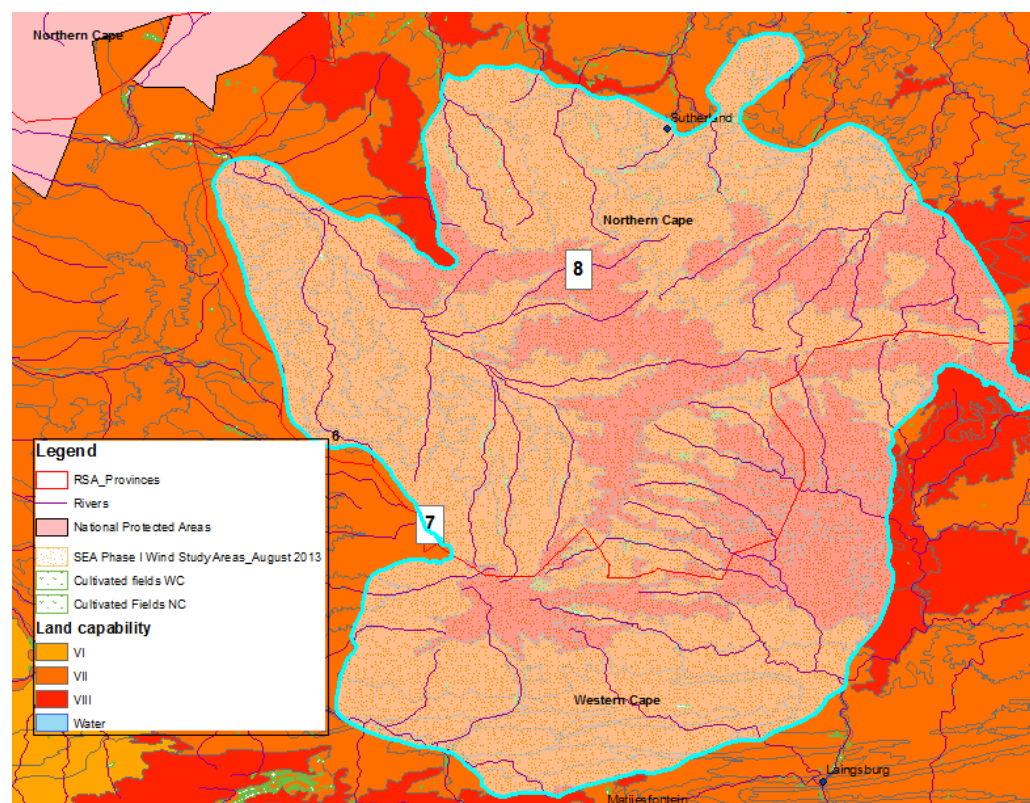 Northern Cape
Sutherland
Northern Cape
8
6
7
Legend
RSA_Provinces
Rivers
National Protected Areas
SEA Phase I Wind Study Areas_August 2013
Cultivated fields WC
Cultivated Fields NC
Land capability
VI
VII
VIII
Water
Western Cape
Laingsburg
Matjiesfontein